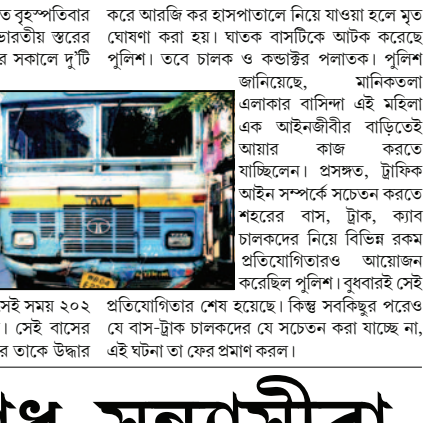 ত বৃহস্পতিবার
ভারতীয় স্তরের
র সকালে দু'টি
সেই সময় ২০২
। সেই বাসের
র তাকে উদ্ধার
করে আরজি কর হাসপাতালে নিয়ে যাওয়া হলে মৃত
ঘোষণা করা হয়। ঘাতক বাসটিকে আটক করেছে
পুলিশ। তবে চালক ও কন্ডাক্টর পলাতক। পুলিশ
জানিয়েছে, মানিকতলা
এলাকার বাসিন্দা এই মহিলা
এক আইনজীবীর বাড়িতেই
আয়ার কাজ করতে
যাচ্ছিলেন। প্রসঙ্গত, ট্রাফিক
আইন সম্পর্কে সচেতন করতে
শহরের বাস, ট্রাক, ক্যাব
চালকদের নিয়ে বিভিন্ন রকম
প্রতিযোগিতারও আয়োজন
করেছিল পুলিশ। বুধবারই সেই
প্রতিযোগিতার শেষ হয়েছে। কিন্তু সবকিছুর পরেও
যে বাস-ট্রাক চালকদের যে সচেতন করা যাচ্ছে না,
এই ঘটনা তা ফের প্রমাণ করল।
TATA